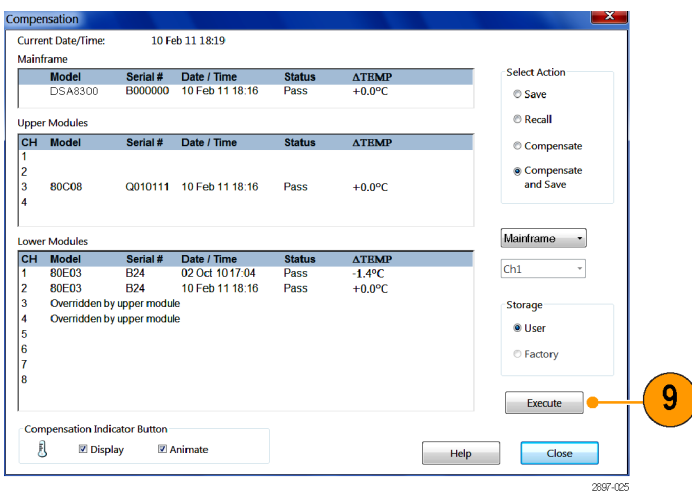 Compensation
X
Current Date/Time: 10 Feb 11 18:19
Mainframe
Model Serial # Date / Time Status ΔTEMP
DSA8300 B000000 10 Feb 11 18:16 Pass +0.0ºC
Upper Modules
CH Model Serial # Date / Time Status ΔTEMP
1
2
3 80C08 Q010111 10 Feb 11 18:16 Pass +0.0ºC
4
Lower Modules
CH Model Serial # Date / Time Status ΔTEMP
1 80E03 B24 02 Oct 10 17:04 Pass -1.4ºC
2 80E03 B24 10 Feb 11 18:16 Pass +0.0ºC
3 Overridden by upper module
4 Overridden by upper module
5
6
7
8
Compensation Indicator Button
Display Animate
Select Action
Save
Recall
Compensate
Compensate
and Save
Mainframe
Ch1
Storage
User
Factory
Execute
9
Help Close
2897-025